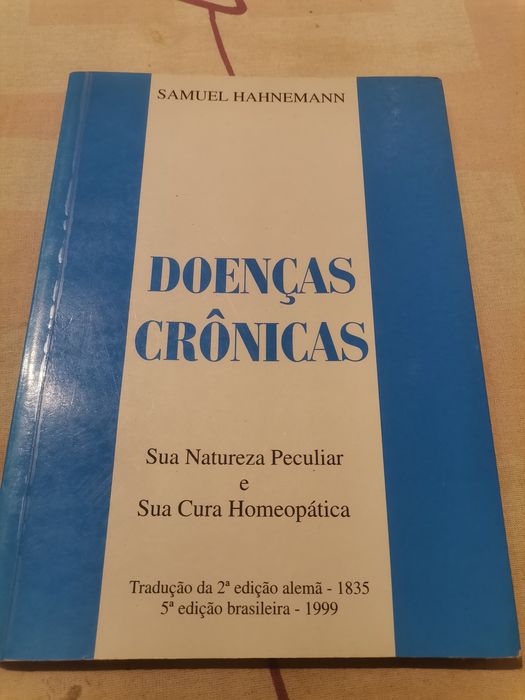 SAMUEL HAHNEMANN
DOENÇAS
CRÔNICAS
Sua Natureza Peculiar
e
Sua Cura Homeopática
Tradução da 2ª edição alemã - 1835
5ª edição brasileira - 1999